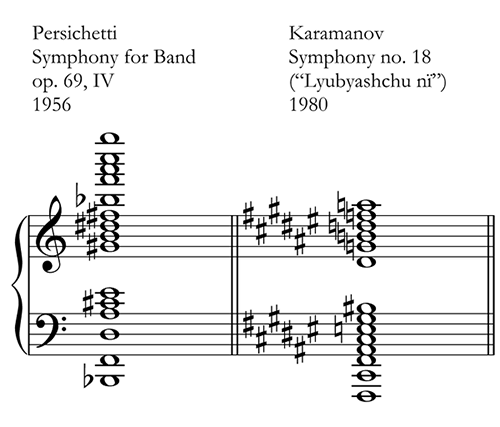 Persichetti
Symphony for Band
op. 69, IV
1956
Karamanov
Symphony no. 18
(“Lyubyashchu nï”)
1980